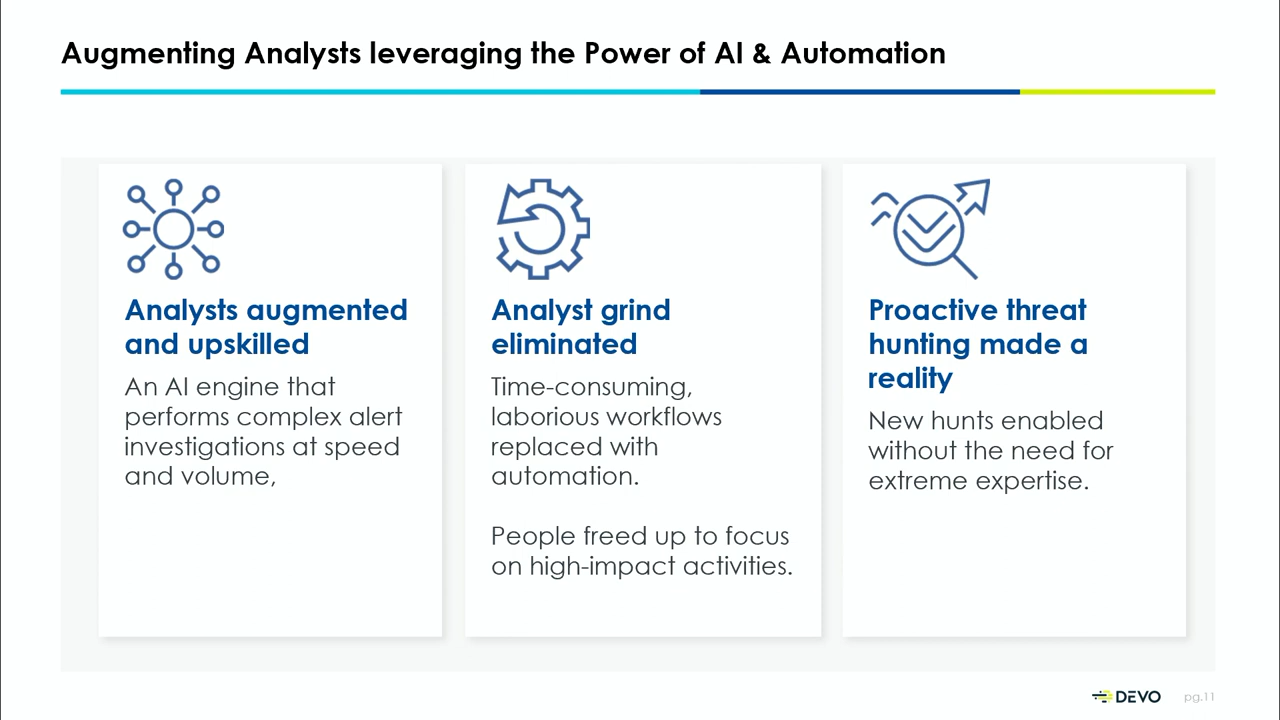 Augmenting Analysts leveraging the Power of AI & Automation
Analysts augmented
and upskilled
An AI engine that
performs complex alert
investigations at speed
and volume,
Analyst grind
eliminated
Time-consuming,
laborious workflows
replaced with
automation.
People freed up to focus
on high-impact activities.
Proactive threat
hunting made a
reality
New hunts enabled
without the need for
extreme expertise.
DEVO
pg.11